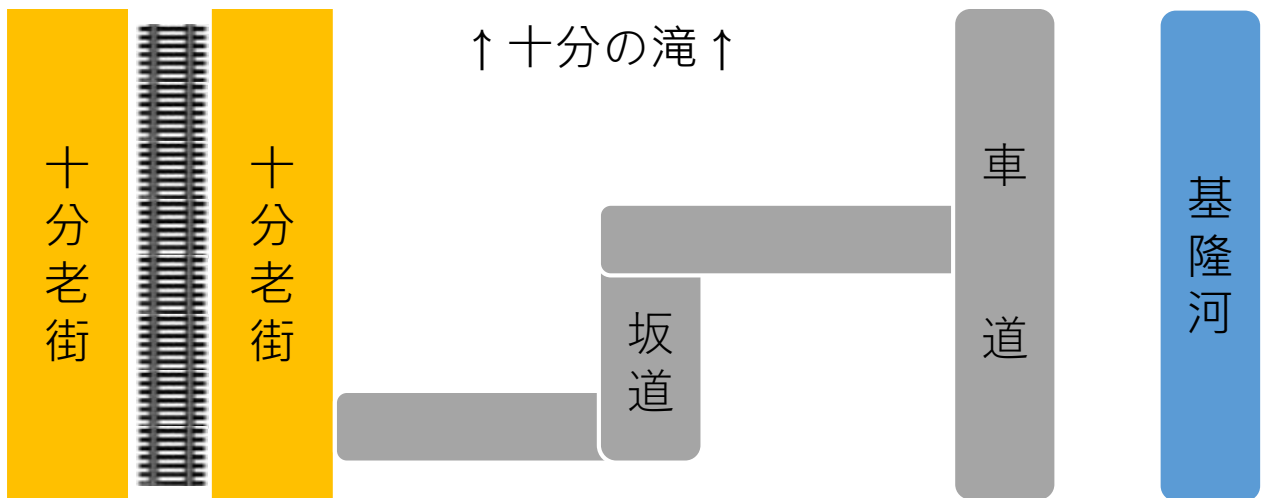 ↑十分の滝↑
十分老街
十分老街
坂道
車道
基隆河